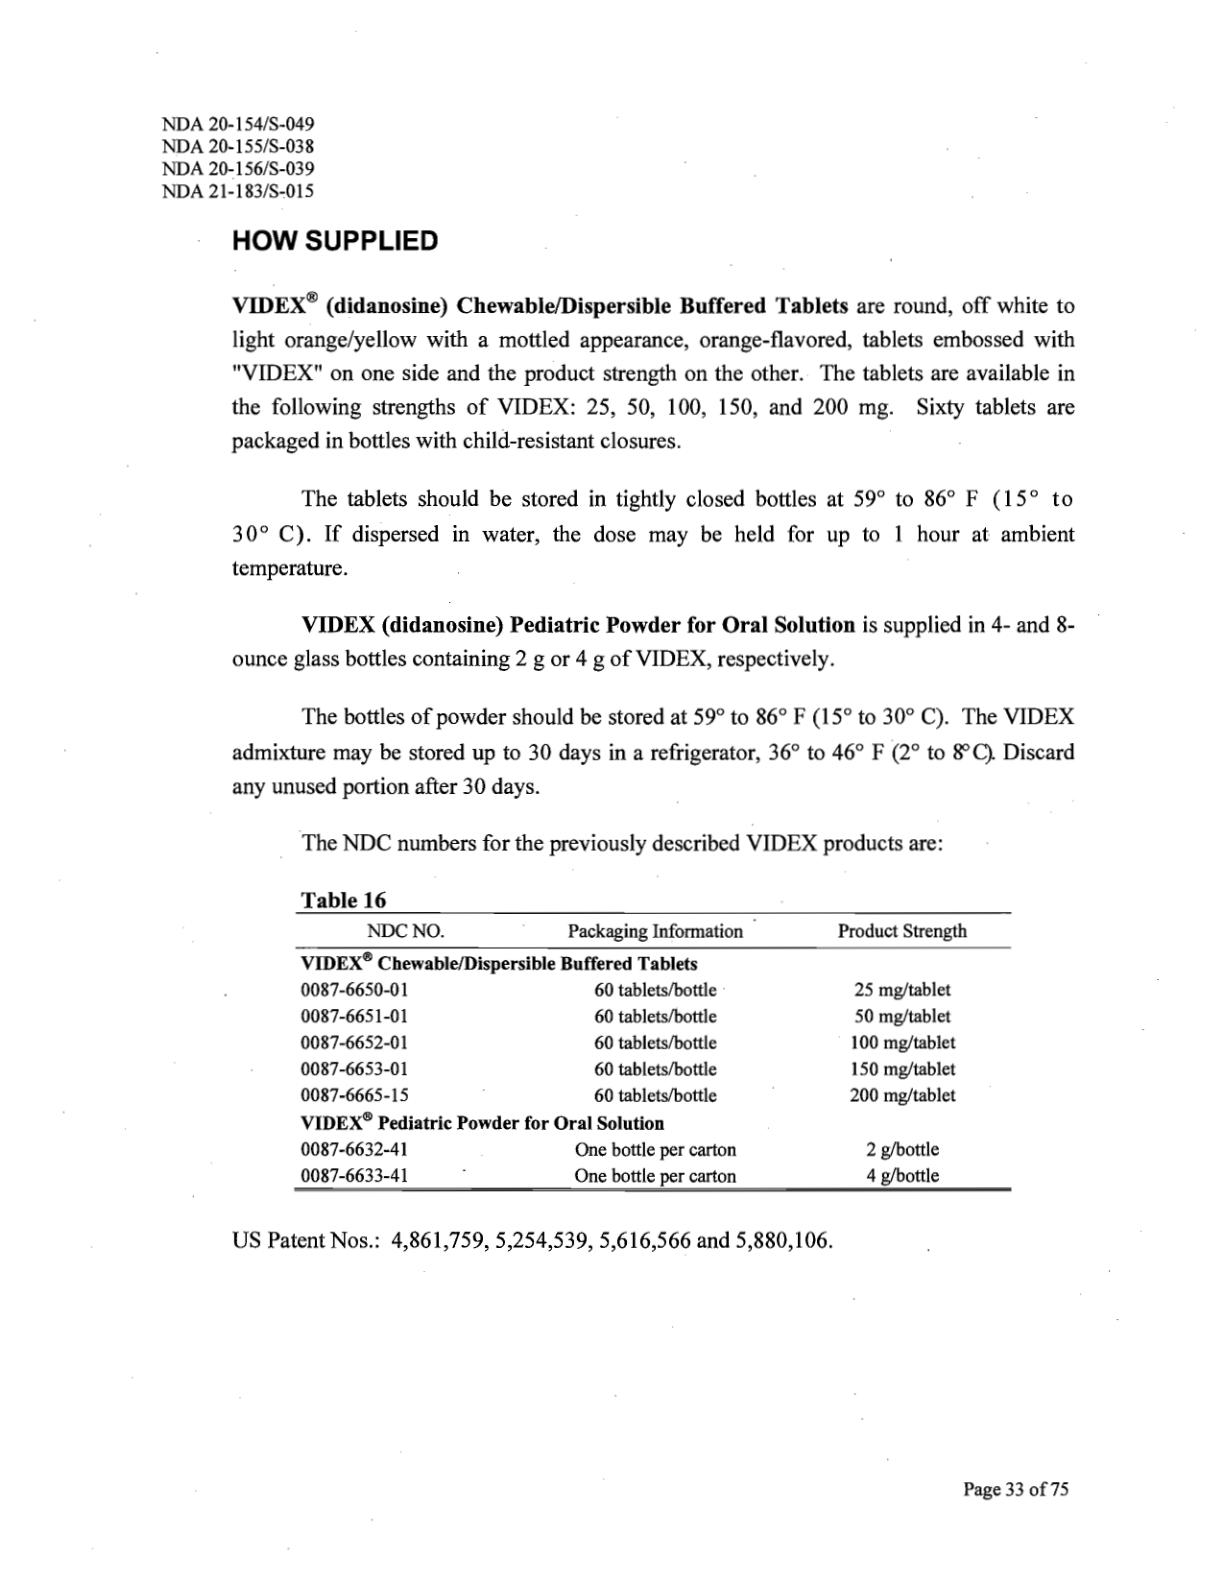 NDA 20-154/S-049
NDA 20-155/S-038
NDA 20-156/S-039
NDA 21-183/S-015
HOW SUPPLIED
VIDEX® (didanosine) Chewable/Dispersible Buffered Tablets are round, off white to
light orange/yellow with a mottled appearance, orange-flavored, tablets embossed with
"VIDEX" on one side and the product strength on the other. The tablets are available in
the following strengths of VIDEX: 25, 50, 100, 150, and 200 mg. Sixty tablets are
packaged in bottles with child-resistant closures.
The tablets should be stored in tightly closed bottles at 59° to 86° F (15° to
30° C). If dispersed in water, the dose may be held for up to 1 hour at ambient
temperature.
VIDEX (didanosine) Pediatric Powder for Oral Solution is supplied in 4- and 8-
ounce glass bottles containing 2 g or 4 g of VIDEX, respectively.
The bottles of powder should be stored at 59° to 86° F (15° to 30° C). The VIDEX
admixture may be stored up to 30 days in a refrigerator, 36° to 46° F (2° to 8°C). Discard
any unused portion after 30 days.
The NDC numbers for the previously described VIDEX products are:
Table 16
NDC NO. Packaging Information Product Strength
VIDEX® Chewable/Dispersible Buffered Tablets
0087-6650-01 60 tablets/bottle 25 mg/tablet
0087-6651-01 60 tablets/bottle 50 mg/tablet
0087-6652-01 60 tablets/bottle 100 mg/tablet
0087-6653-01 60 tablets/bottle 150 mg/tablet
0087-6665-15 60 tablets/bottle 200 mg/tablet
VIDEX® Pediatric Powder for Oral Solution
0087-6632-41 One bottle per carton 2 g/bottle
0087-6633-41 One bottle per carton 4 g/bottle
US Patent Nos.: 4,861,759, 5,254,539, 5,616,566 and 5,880,106.
Page 33 of 75